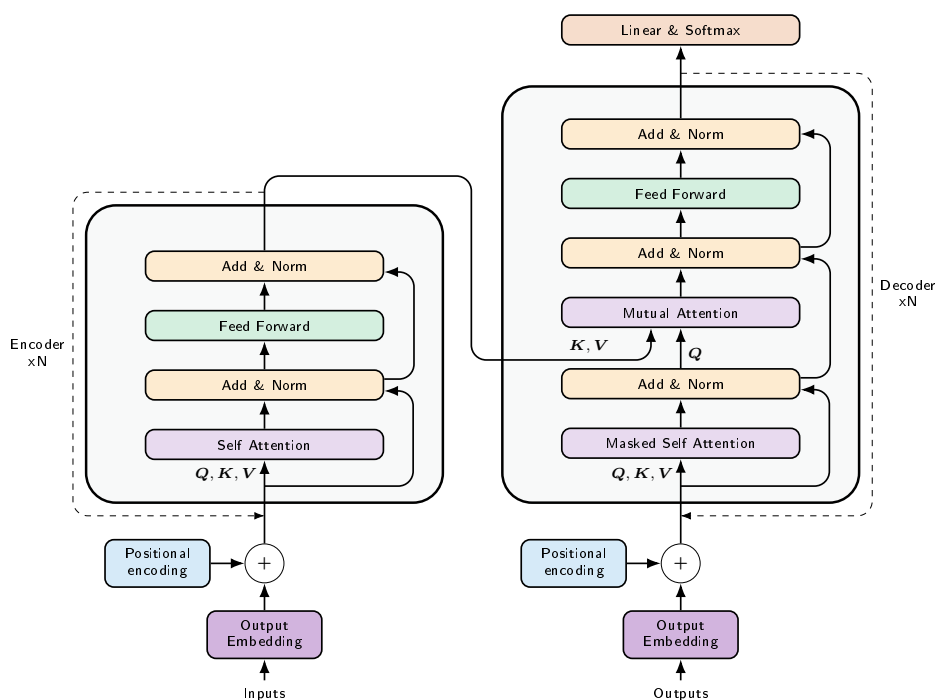 Linear & Softmax
Add & Norm
Feed Forward
Add & Norm
Mutual Attention
K, V
Q
Add & Norm
Masked Self Attention
Q, K, V
Decoder
xN
Positional
encoding
+
Output
Embedding
Outputs
Add & Norm
Feed Forward
Add & Norm
Self Attention
Q, K, V
Encoder
xN
Positional
encoding
+
Output
Embedding
Inputs